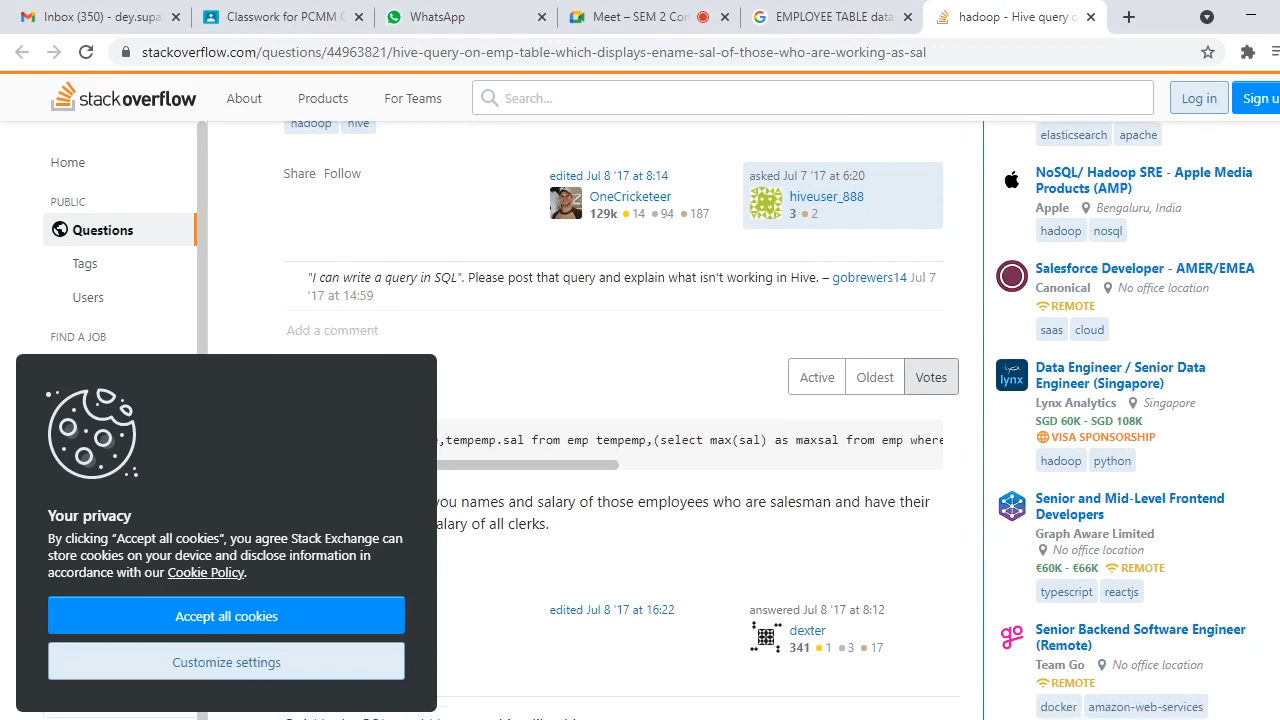 Inbox (350) - dey.supa
Classwork for PCMM C
WhatsApp
Meet – SEM 2 Con
EMPLOYEE TABLE data
hadoop - Hive query o
stackoverflow.com/questions/44963821/hive-query-on-emp-table-which-displays-ename-sal-of-those-who-are-working-as-sal
stackoverflow
About
Products
For Teams
Search...
Log in
Sign u
Home
PUBLIC
Questions
Tags
Users
FIND A JOB
hadoop hive
Share Follow
edited Jul 8 '17 at 8:14
OneCricketeer
129k 14 94 187
asked Jul 7 '17 at 6:20
hiveuser_888
3 2
"I can write a query in SQL". Please post that query and explain what isn't working in Hive. – gobrewers14 Jul 7
'17 at 14:59
Add a comment
Active Oldest Votes
,tempemp.sal from emp tempemp,(select max(sal) as maxsal from emp where
you names and salary of those employees who are salesman and have their
alary of all clerks.
edited Jul 8 '17 at 16:22
answered Jul 8 '17 at 8:12
dexter
341 1 3 17
Your privacy
By clicking “Accept all cookies”, you agree Stack Exchange can
store cookies on your device and disclose information in
accordance with our Cookie Policy.
Accept all cookies
Customize settings
elasticsearch apache
NoSQL/ Hadoop SRE - Apple Media
Products (AMP)
Apple Bengaluru, India
hadoop nosql
Salesforce Developer - AMER/EMEA
Canonical No office location
REMOTE
saas cloud
lynx
Data Engineer / Senior Data
Engineer (Singapore)
Lynx Analytics Singapore
SGD 60K - SGD 108K
VISA SPONSORSHIP
hadoop python
Senior and Mid-Level Frontend
Developers
Graph Aware Limited
No office location
€60K - €66K REMOTE
typescript reactjs
Senior Backend Software Engineer
(Remote)
Team Go No office location
REMOTE
docker amazon-web-services